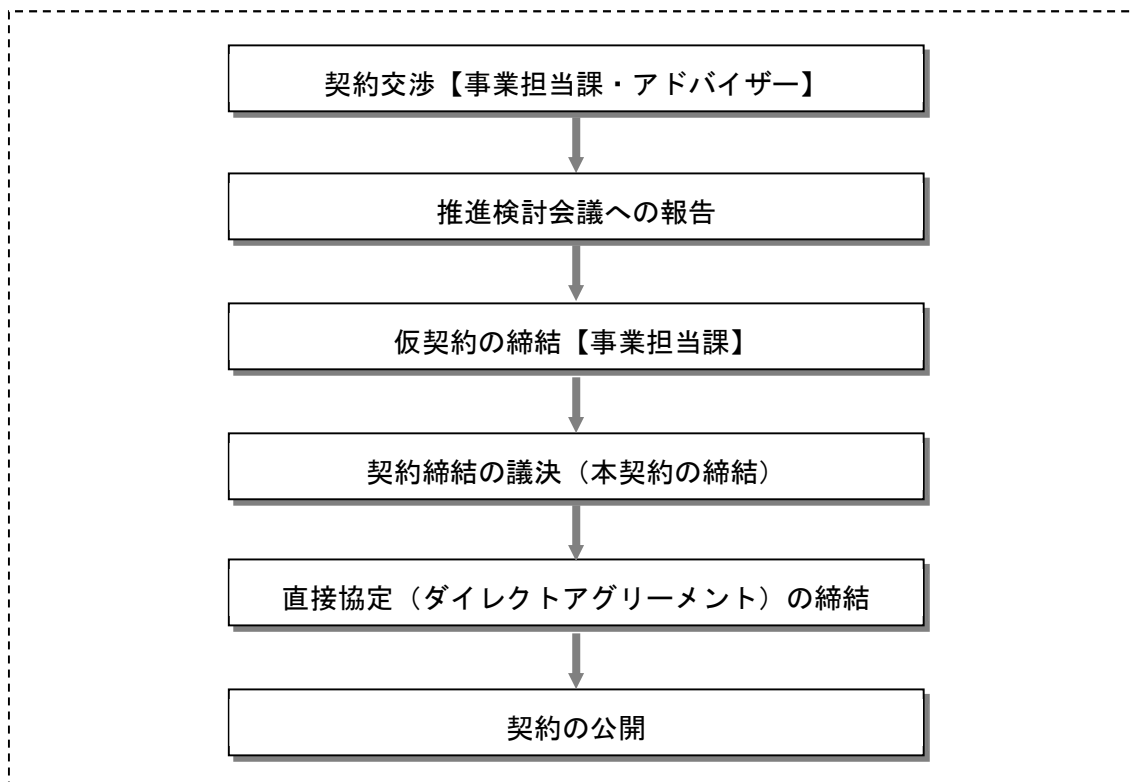 契約交渉【事業担当課・アドバイザー】
推進検討会議への報告
仮契約の締結【事業担当課】
契約締結の議決（本契約の締結）
直接協定（ダイレクトアグリーメント）の締結
契約の公開